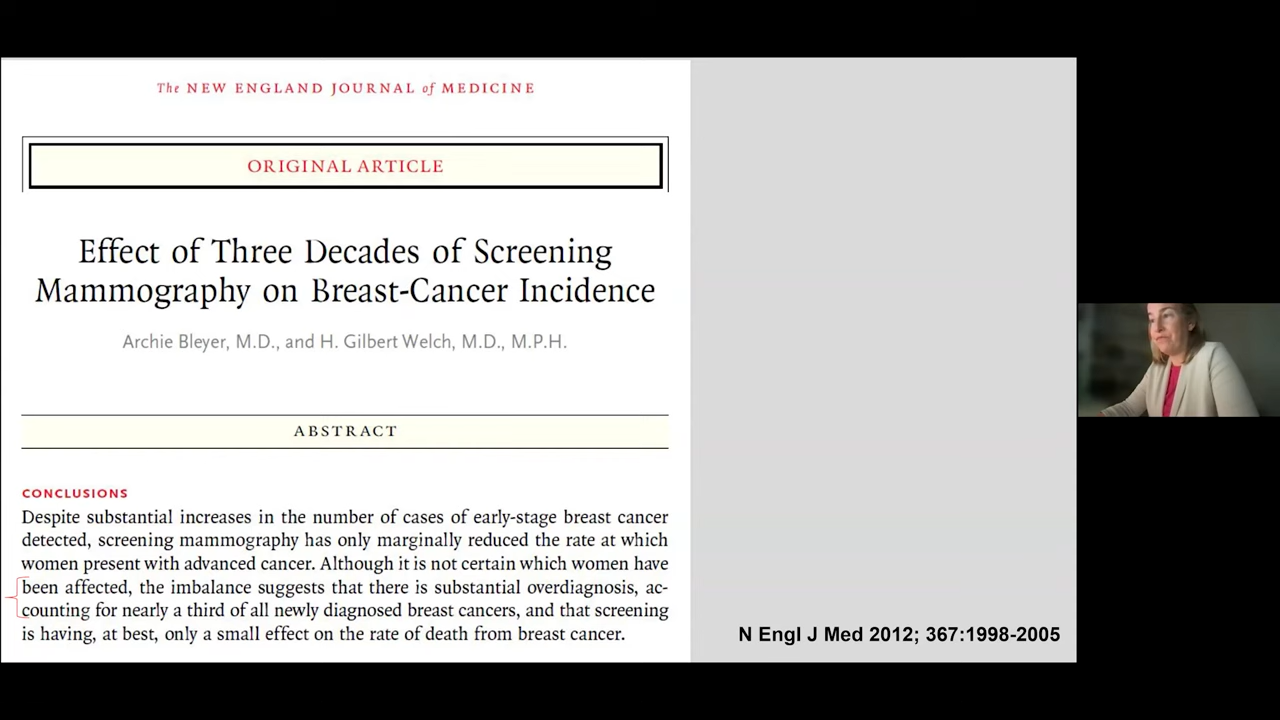 The NEW ENGLAND JOURNAL of MEDICINE
ORIGINAL ARTICLE
Effect of Three Decades of Screening
Mammography on Breast-Cancer Incidence
Archie Bleyer, M.D., and H. Gilbert Welch, M.D., M.P.H.
ABSTRACT
CONCLUSIONS
Despite substantial increases in the number of cases of early-stage breast cancer
detected, screening mammography has only marginally reduced the rate at which
women present with advanced cancer. Although it is not certain which women have
been affected, the imbalance suggests that there is substantial overdiagnosis, ac-
counting for nearly a third of all newly diagnosed breast cancers, and that screening
is having, at best, only a small effect on the rate of death from breast cancer.
N Engl J Med 2012; 367:1998-2005